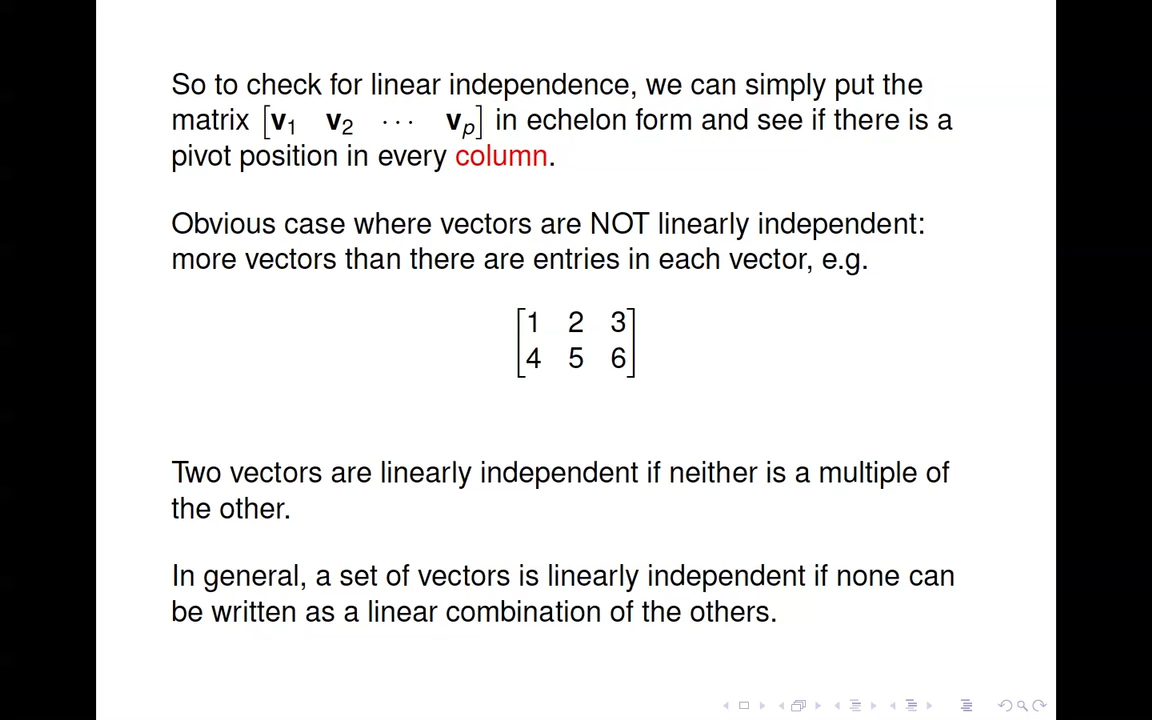 So to check for linear independence, we can simply put the
matrix [v1 v2 ··· vp] in echelon form and see if there is a
pivot position in every column.
Obvious case where vectors are NOT linearly independent:
more vectors than there are entries in each vector, e.g.
[1 2 3]
[4 5 6]
Two vectors are linearly independent if neither is a multiple of
the other.
In general, a set of vectors is linearly independent if none can
be written as a linear combination of the others.